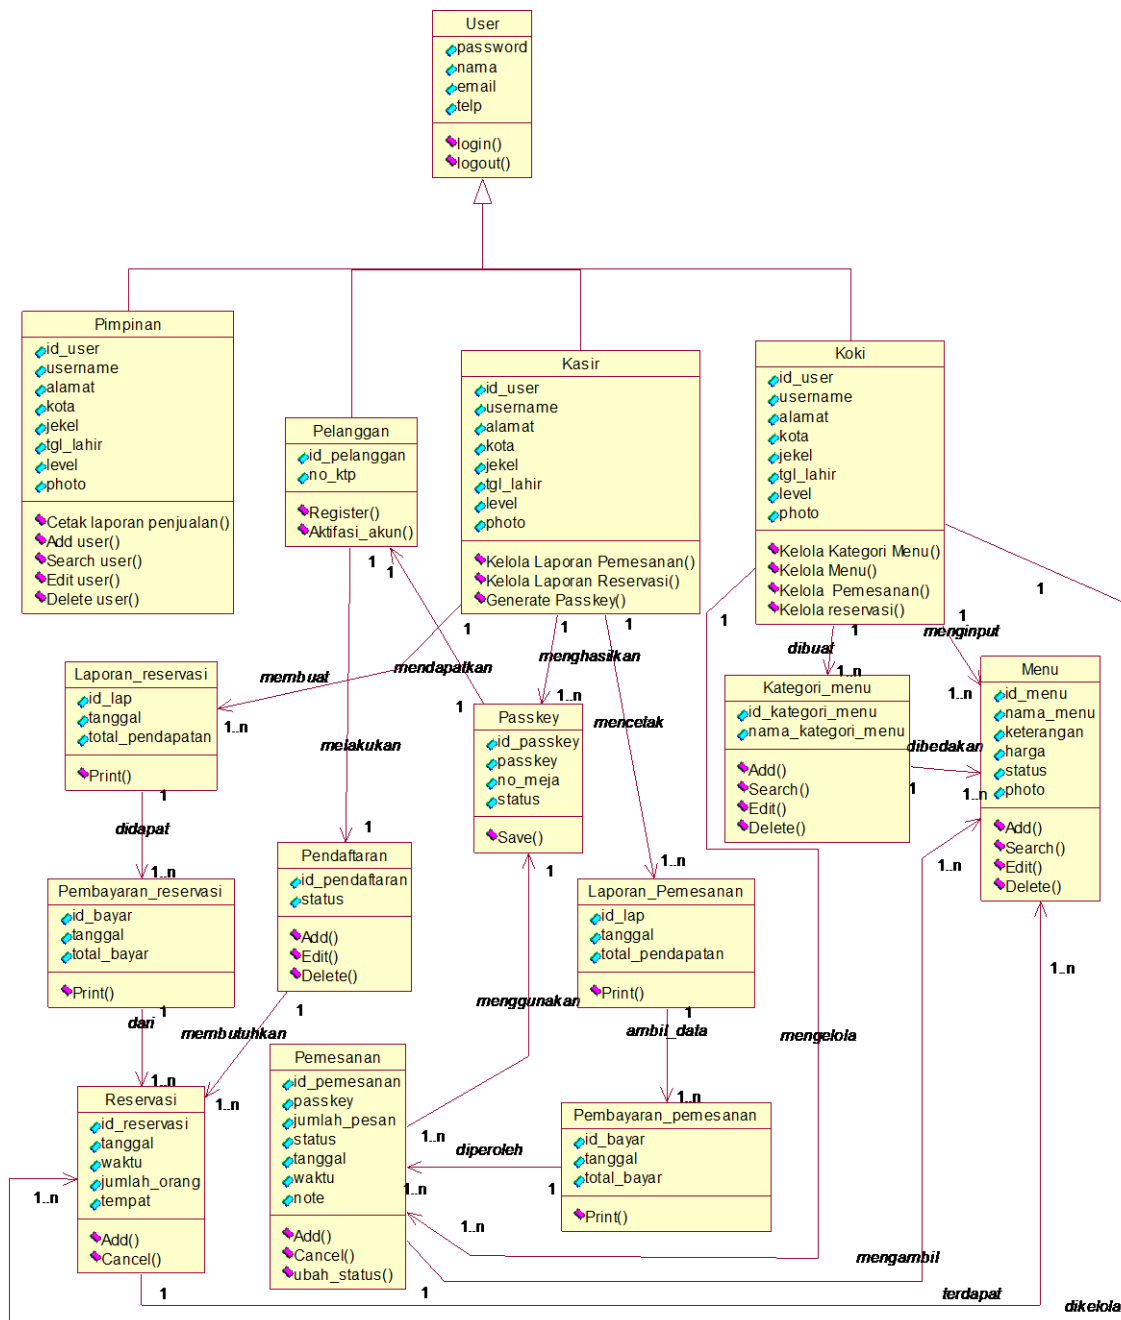 User
password
nama
email
telp
login()
logout()
Pimpinan
id_user
username
alamat
kota
jekel
tgl_lahir
level
photo
Cetak laporan penjualan()
Add user()
Search user()
Edit user()
Delete user()
Pelanggan
id_pelanggan
no_ktp
Register()
Aktifasi_akun()
Kasir
id_user
username
alamat
kota
jekel
tgl_lahir
level
photo
Kelola Laporan Pemesanan()
Kelola Laporan Reservasi()
Generate Passkey()
Koki
id_user
username
alamat
kota
jekel
tgl_lahir
level
photo
Kelola Kategori Menu()
Kelola Menu()
Kelola Pemesanan()
Kelola reservasi()
1
1
1
1
1
1
1
1
1
1
menginput
dibuat
menghasilkan
mendapatkan
membuat
1..n
1..n
1..n
1..n
1
mencetak
melakukan
1
Laporan_reservasi
id_lap
tanggal
total_pendapatan
Print()
1
didapat
1..n
Passkey
id_passkey
passkey
no_meja
status
Save()
1
Kategori_menu
id_kategori_menu
nama_kategori_menu
Add()
Search()
Edit()
Delete()
dibedakan
1
1..n
Menu
id_menu
nama_menu
keterangan
harga
status
photo
Add()
Search()
Edit()
Delete()
1..n
1..n
1..n
Pembayaran_reservasi
id_bayar
tanggal
total_bayar
Print()
dari
1
1..n
Pendaftaran
id_pendaftaran
status
Add()
Edit()
Delete()
1
membutuhkan
1..n
Laporan_Pemesanan
id_lap
tanggal
total_pendapatan
Print()
1
ambil_data
1..n
menggunakan
mengelola
Reservasi
id_reservasi
tanggal
waktu
jumlah_orang
tempat
Add()
Cancel()
1..n
1
Pemesanan
id_pemesanan
passkey
jumlah_pesan
status
tanggal
waktu
note
Add()
Cancel()
ubah_status()
1..n
1..n
1..n
1
diperoleh
1
Pembayaran_pemesanan
id_bayar
tanggal
total_bayar
Print()
mengambil
terdapat
dikelola